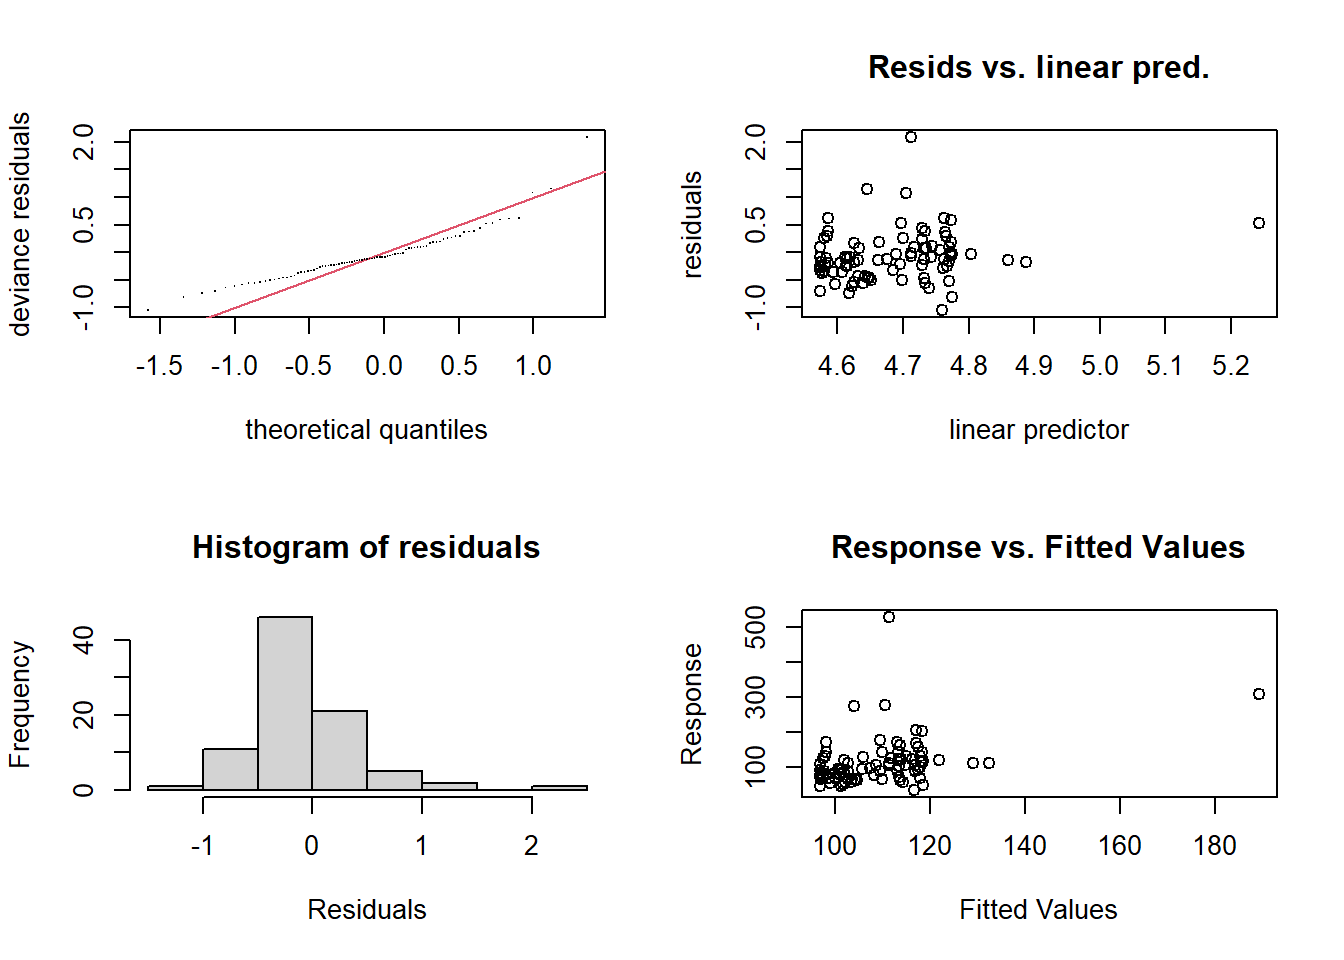 deviance residuals
2.0
0.5
-1.0
-1.5 -1.0 -0.5 0.0 0.5 1.0
theoretical quantiles
Resids vs. linear pred.
residuals
2.0
0.5
-1.0
4.6 4.7 4.8 4.9 5.0 5.1 5.2
linear predictor
Histogram of residuals
Frequency
40
20
0
-1 0 1 2
Residuals
Response vs. Fitted Values
Response
500
300
100
100 120 140 160 180
Fitted Values